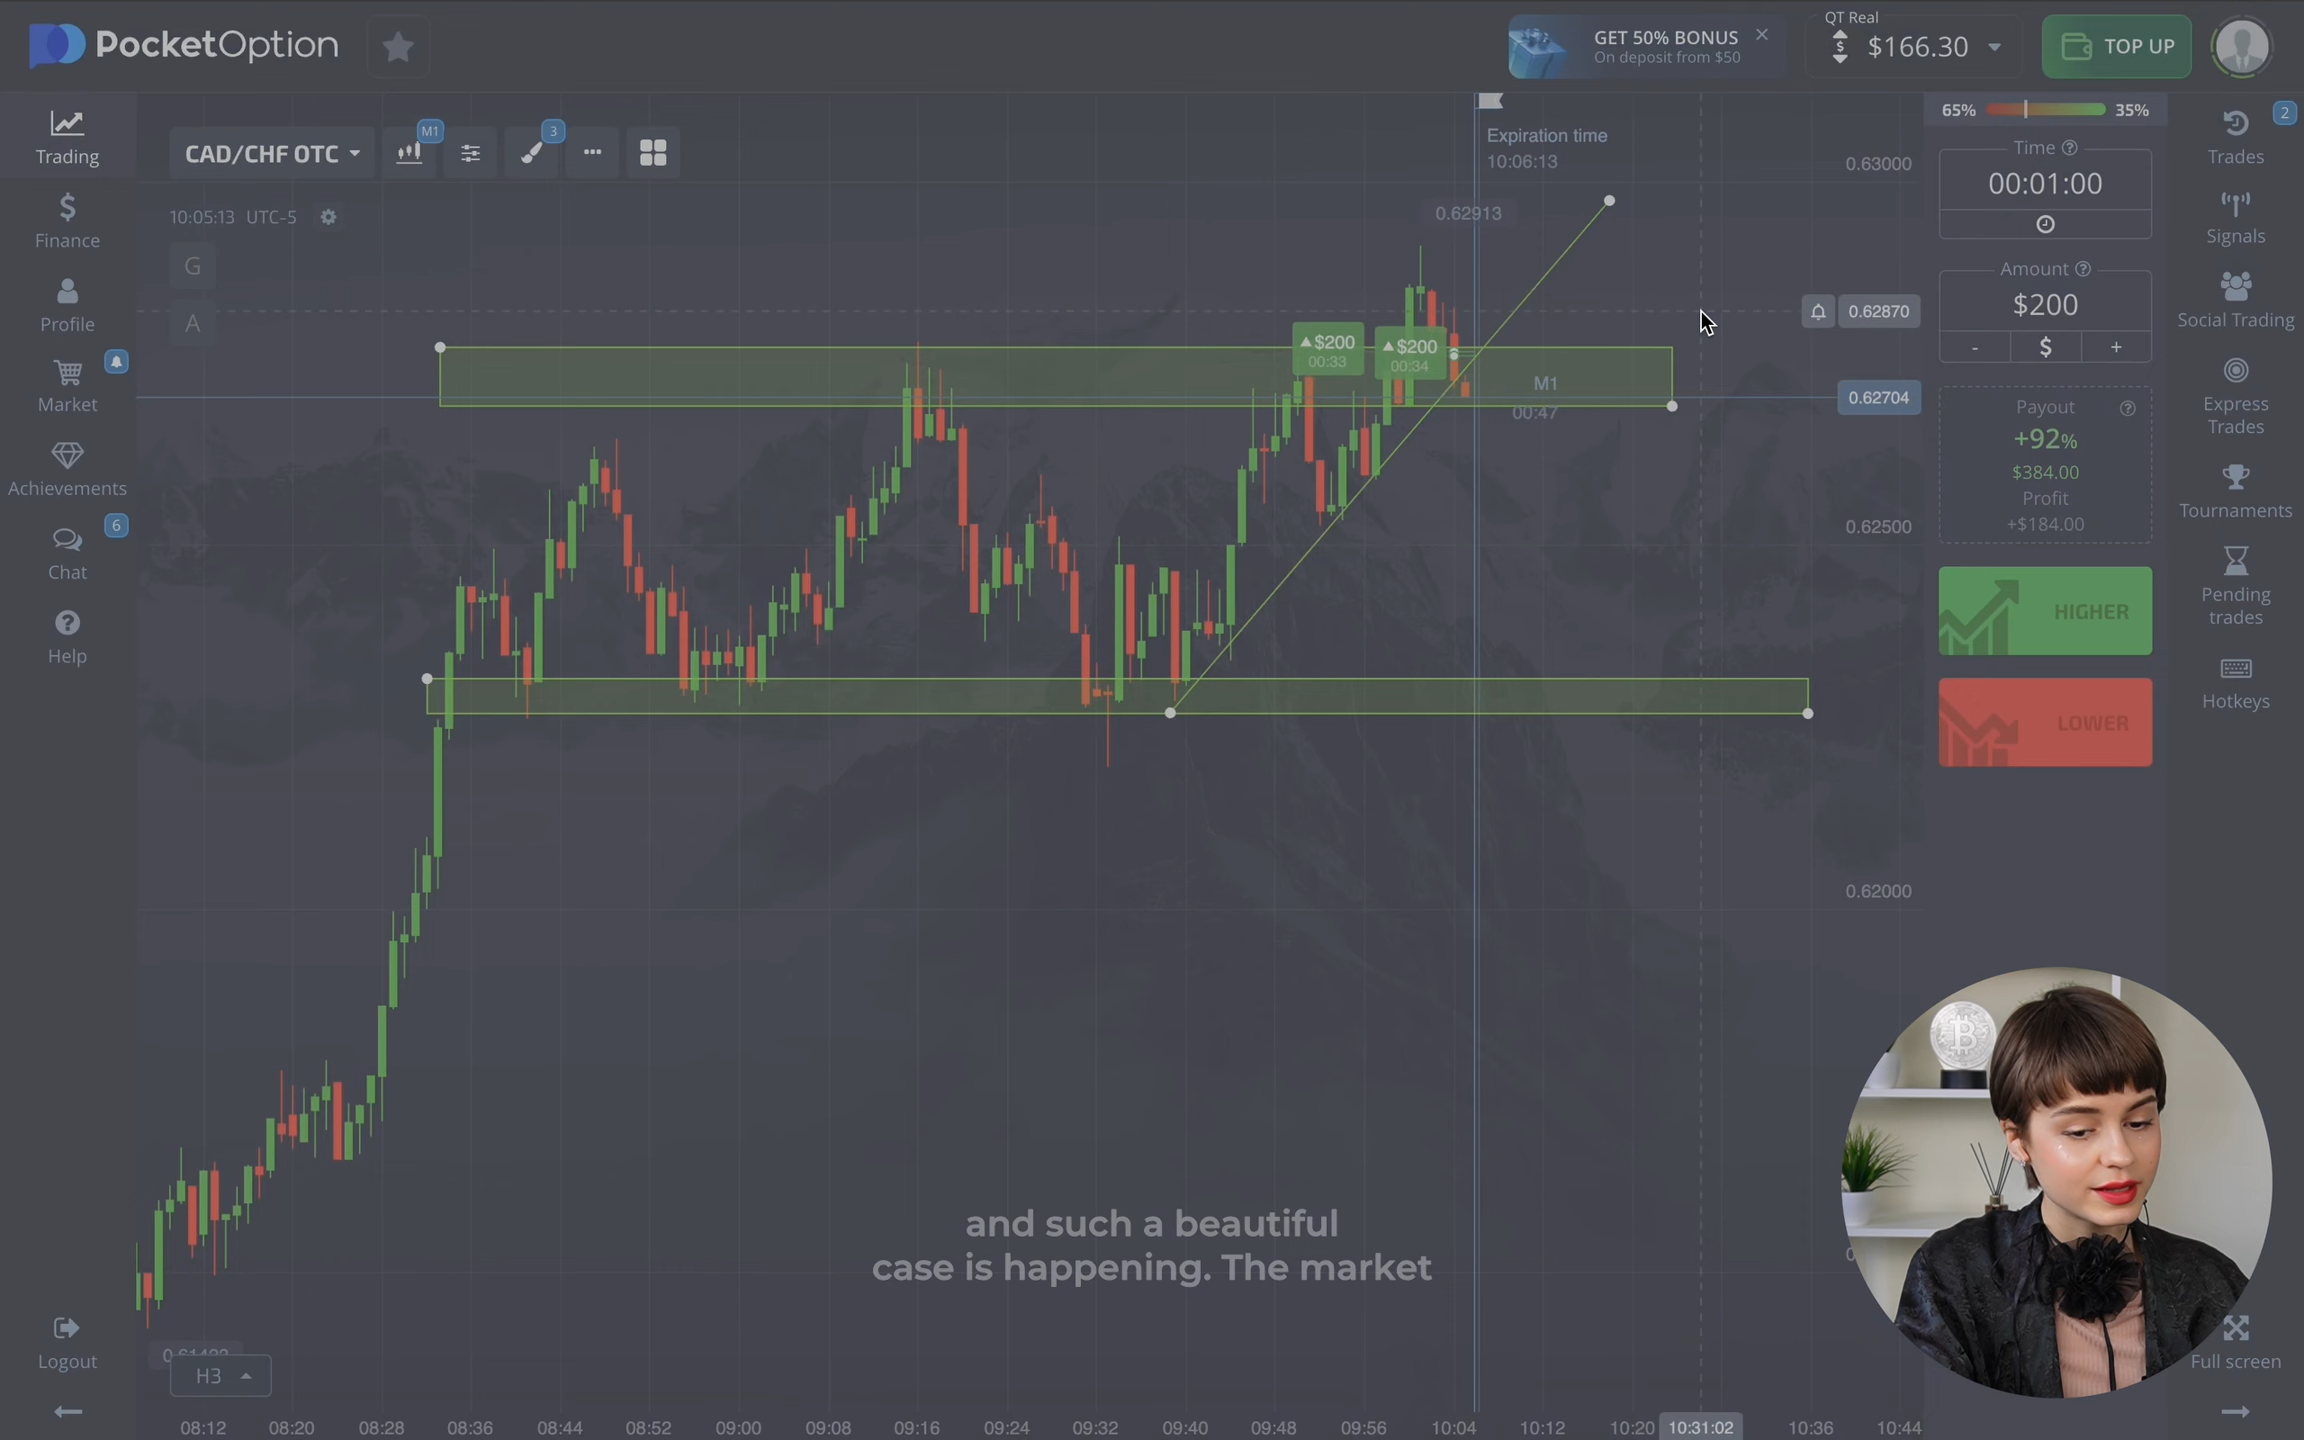 PocketOption
GET 50% BONUS
On deposit from $50
QT Real
$166.30
TOP UP
Trading
Finance
Profile
Market
Achievements
6
Chat
Help
Logout
CAD/CHF OTC
M1
3
10:05:13 UTC-5
G
A
Expiration time
10:06:13
0.62913
▲$200
00:33
▲$200
00:34
M1
00:47
0.63000
0.62870
0.62704
0.62500
0.62000
65%
35%
Time
00:01:00
Amount
$200
-
$
+
Payout
+92%
$384.00
Profit
+$184.00
HIGHER
LOWER
2
Trades
Signals
Social Trading
Express
Trades
Tournaments
Pending
trades
Hotkeys
Full screen
and such a beautiful
case is happening. The market
H3
08:12
08:20
08:28
08:36
08:44
08:52
09:00
09:08
09:16
09:24
09:32
09:40
09:48
09:56
10:04
10:12
10:20
10:31:02
10:36
10:44